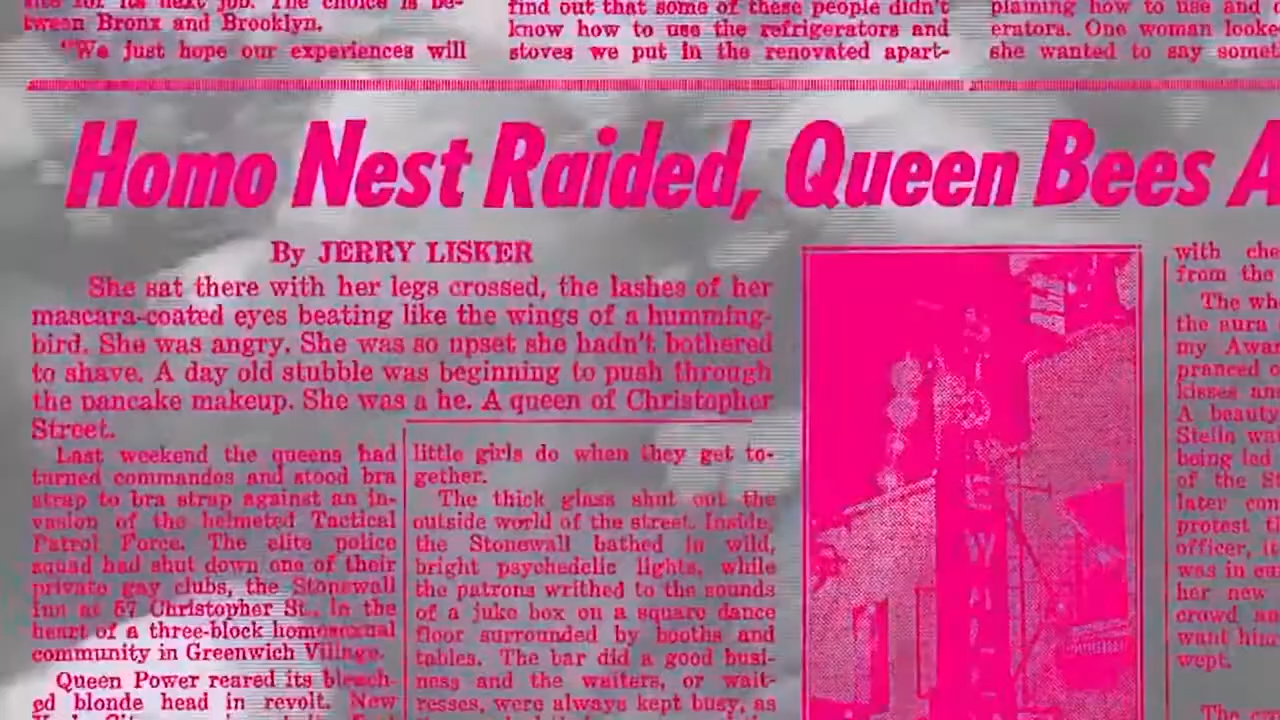 tween Bronx and Brooklyn.
"We just hope our experiences will
find out that some of these people didn't
know how to use the refrigerators and
stoves we put in the renovated apart-
plaining how to use and
erators. One woman looke
she wanted to say somet
Homo Nest Raided, Queen Bees A
By JERRY LISKER
She sat there with her legs crossed, the lashes of her
mascara-coated eyes beating like the wings of a humming-
bird. She was angry. She was so upset she hadn't bothered
to shave. A day old stubble was beginning to push through
the pancake makeup. She was a he. A queen of Christopher
Street.
Last weekend the queens had
turned commandos and stood bra
strap to bra strap against an in-
vasion of the helmeted Tactical
Patrol Force. The elite police
squad had shut down one of their
private gay clubs, the Stonewall
Inn at 57 Christopher St., in the
heart of a three-block homosexual
community in Greenwich Village.
Queen Power reared its bleach-
ed blonde head in revolt. New
little girls do when they get to-
gether.
The thick glass shut out the
outside world of the street. Inside,
the Stonewall bathed in wild,
bright psychedelic lights, while
the patrons writhed to the sounds
of a juke box on a square dance
floor surrounded by booths and
tables. The bar did a good busi-
ness and the waiters, or wait-
resses, were always kept busy, as
with che
from the
The wh
the aura
my Awar
pranced o
kisses an
A beauty
Stella wa
being led
of the St
later con
protest t
officer, i
was in cu
her new
crowd an
want him
wept.